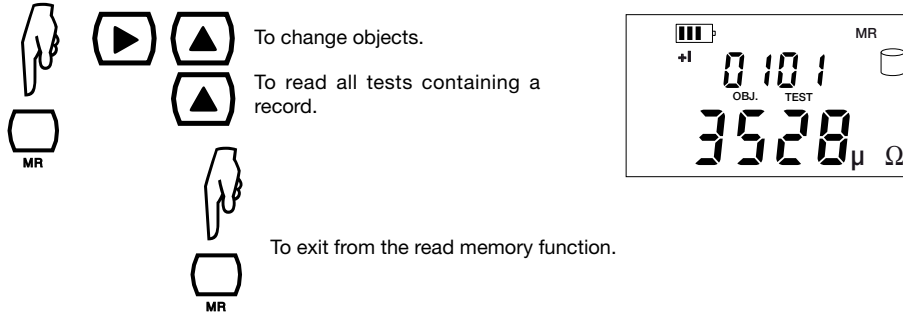 To change objects.
To read all tests containing a
record.
MR
To exit from the read memory function.
MR
MR
+I
0101
OBJ. TEST
3528 µ Ω